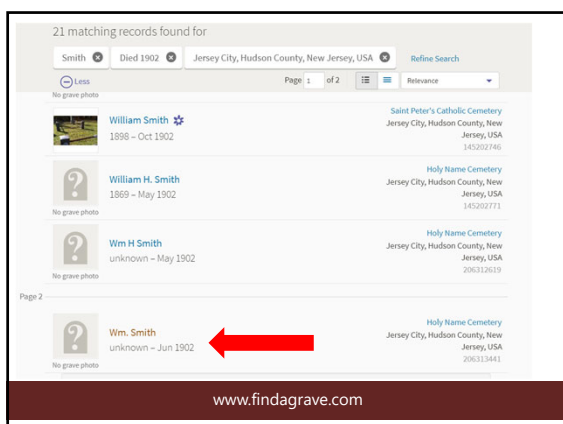 21 matching records found for
Smith Died 1902 Jersey City, Hudson County, New Jersey, USA Refine Search
Less Page 1 of 2 Relevance
No grave photo
William Smith
1898 – Oct 1902
Saint Peter's Catholic Cemetery
Jersey City, Hudson County, New
Jersey, USA
145202746
William H. Smith
1869 – May 1902
No grave photo
Holy Name Cemetery
Jersey City, Hudson County, New
Jersey, USA
145202771
Wm H Smith
unknown – May 1902
No grave photo
Holy Name Cemetery
Jersey City, Hudson County, New
Jersey, USA
206312619
Page 2
Wm. Smith
unknown – Jun 1902
No grave photo
Holy Name Cemetery
Jersey City, Hudson County, New
Jersey, USA
206313441
www.findagrave.com